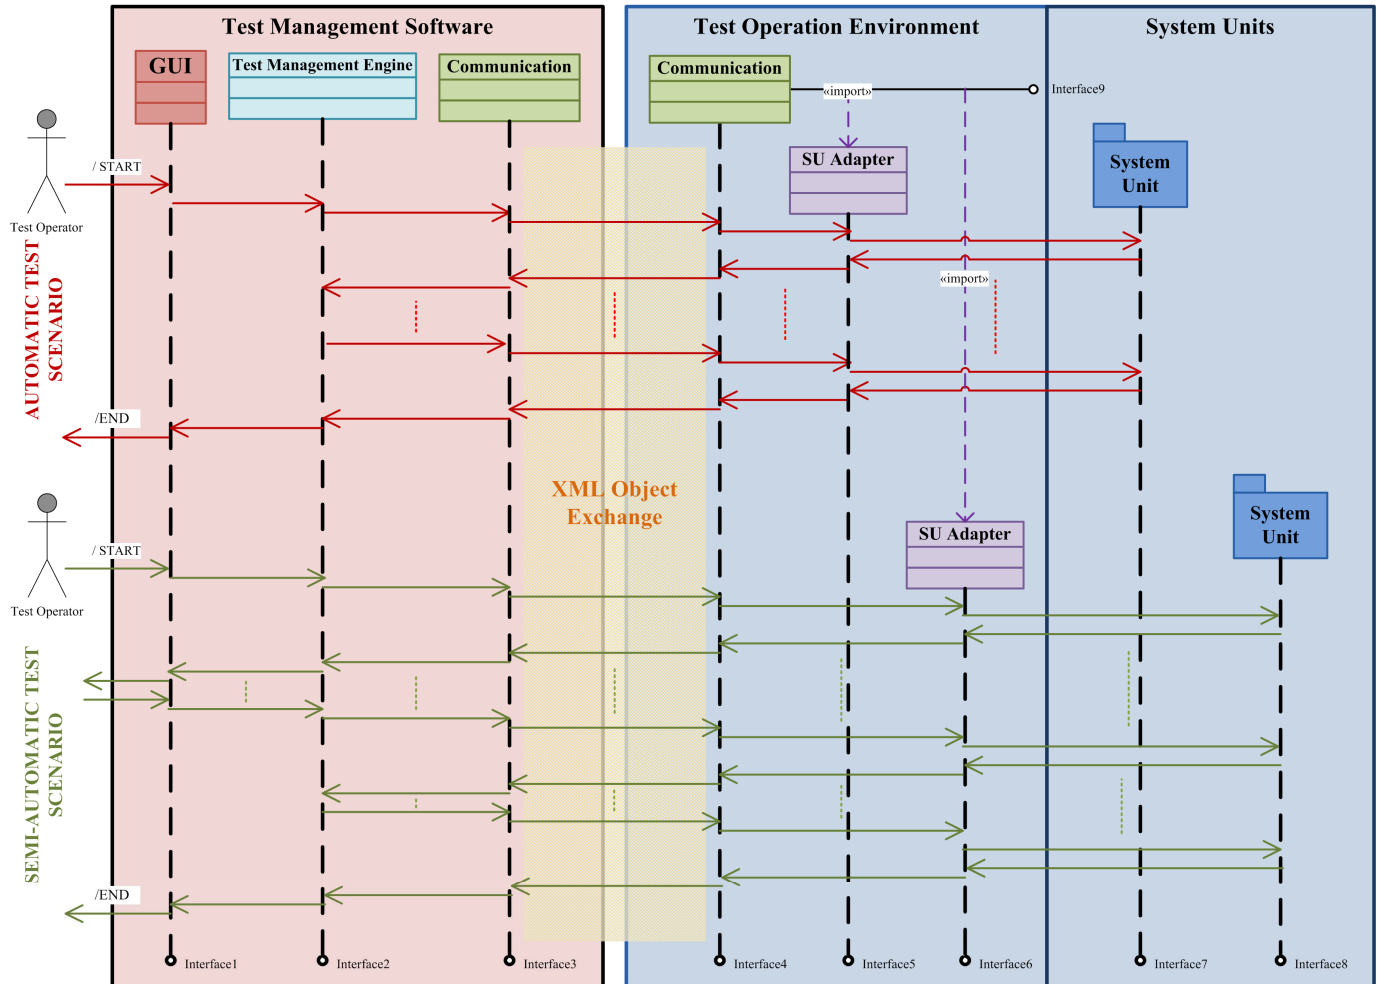 Test Management Software
Test Operation Environment
System Units
GUI
Test Management Engine
Communication
Communication
«import»
Interface9
SU Adapter
System
Unit
/ START
Test Operator
AUTOMATIC TEST
SCENARIO
«import»
/END
XML Object
Exchange
SU Adapter
System
Unit
/ START
Test Operator
SEMI-AUTOMATIC TEST
SCENARIO
/END
Interface1
Interface2
Interface3
Interface4
Interface5
Interface6
Interface7
Interface8